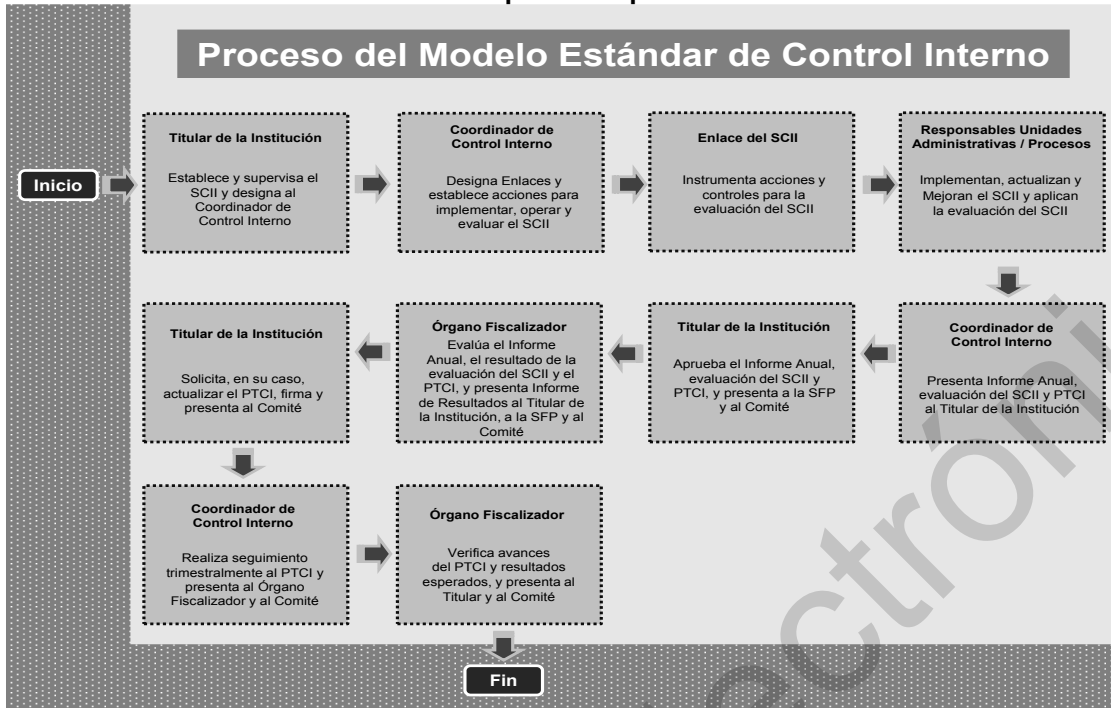 Proceso del Modelo Estándar de Control Interno
Inicio
Titular de la Institución
Establece y supervisa el
SCII y designa al
Coordinador de
Control Interno
Coordinador de
Control Interno
Designa Enlaces y
establece acciones para
implementar, operar y
evaluar el SCII
Enlace del SCII
Instrumenta acciones y
controles para la
evaluación del SCII
Responsables Unidades
Administrativas / Procesos
Implementan, actualizan y
Mejoran el SCII y aplican
la evaluación del SCII
Coordinador de
Control Interno
Presenta Informe Anual,
evaluación del SCII y PTCI
al Titular de la Institución
Titular de la Institución
Aprueba el Informe Anual,
evaluación del SCII y
PTCI, y presenta a la SFP
y al Comité
Órgano Fiscalizador
Evalúa el Informe
Anual, el resultado de la
evaluación del SCII y el
PTCI, y presenta Informe
de Resultados al Titular de
la Institución, a la SFP y al
Comité
Titular de la Institución
Solicita, en su caso,
actualizar el PTCI, firma y
presenta al Comité
Coordinador de
Control Interno
Realiza seguimiento
trimestralmente al PTCI y
presenta al Órgano
Fiscalizador y al Comité
Órgano Fiscalizador
Verifica avances
del PTCI y resultados
esperados, y presenta al
Titular y al Comité
Fin